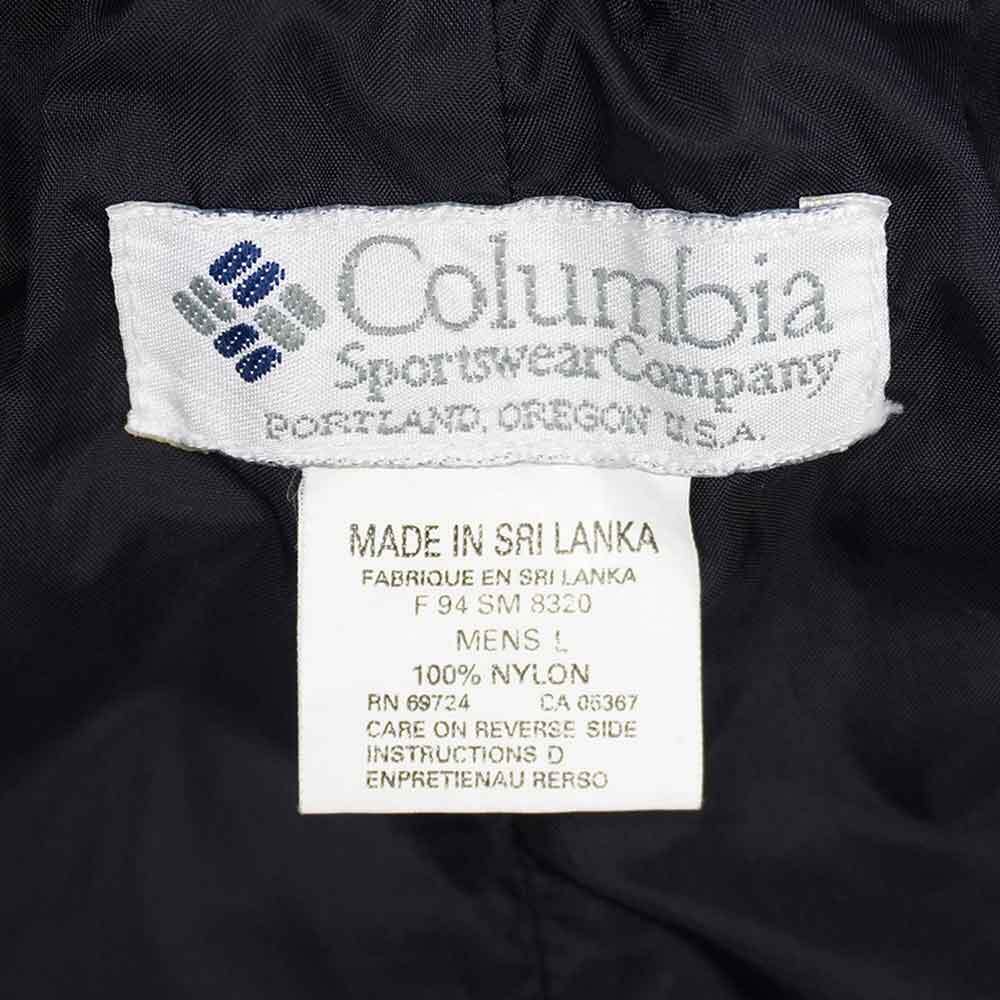 Columbia
Sportswear Company
PORTLAND, OREGON U.S.A.
MADE IN SRI LANKA
FABRIQUE EN SRI LANKA
F 94 SM 8320
MENS L
100% NYLON
RN 69724 CA 05367
CARE ON REVERSE SIDE
INSTRUCTIONS D
ENPRETIENAU RERSO